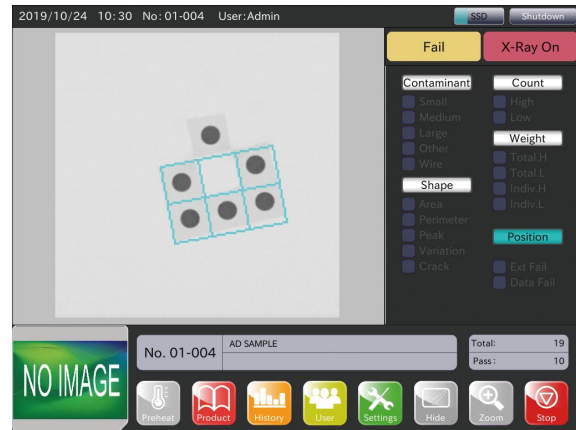 2019/10/24 10:30 No: 01-004 User:Admin SSD Shutdown
Fail X-Ray On
Contaminant Count
Small High
Medium Low
Large Weight
Other Total.H
Wire Total.L
Shape Indiv.H
Area Indiv.L
Perimeter
Peak Position
Variation
Crack Ext Fail
Data Fail
NO IMAGE
No. 01-004 AD SAMPLE
Total: 19
Pass: 10
Preheat Product History User Settings Hide Zoom Stop